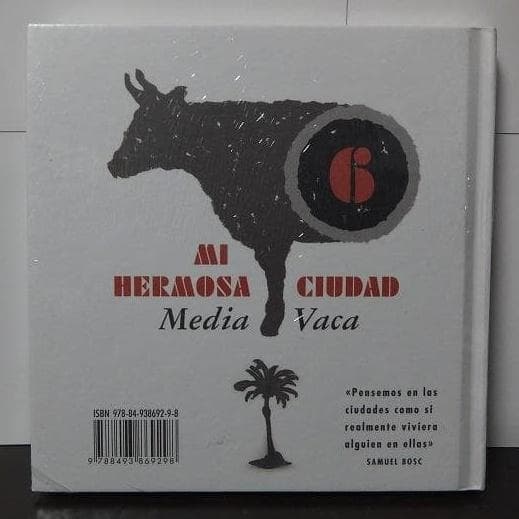 6
MI
HERMOSA CIUDAD
Media Vaca
ISBN 978-84-938692-9-8
9 788493 869298
«Pensemos en las
ciudades como si
realmente viviera
alguien en ellas»
SAMUEL BOSC